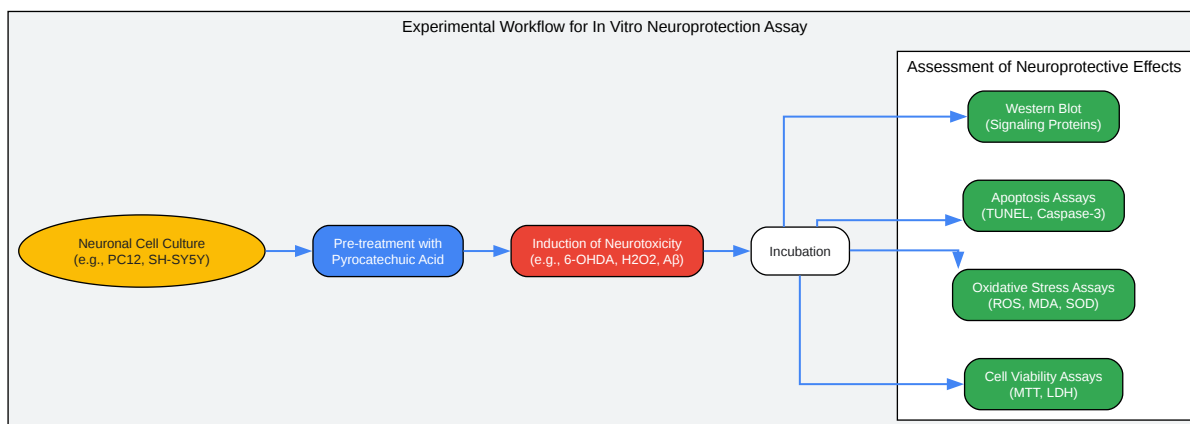 Experimental Workflow for In Vitro Neuroprotection Assay
Assessment of Neuroprotective Effects
Western Blot
(Signaling Proteins)
Apoptosis Assays
(TUNEL, Caspase-3)
Neuronal Cell Culture
(e.g., PC12, SH-SY5Y)
Pre-treatment with
Pyrocatechuic Acid
Induction of Neurotoxicity
(e.g., 6-OHDA, H2O2, Aβ)
Incubation
Oxidative Stress Assays
(ROS, MDA, SOD)
Cell Viability Assays
(MTT, LDH)